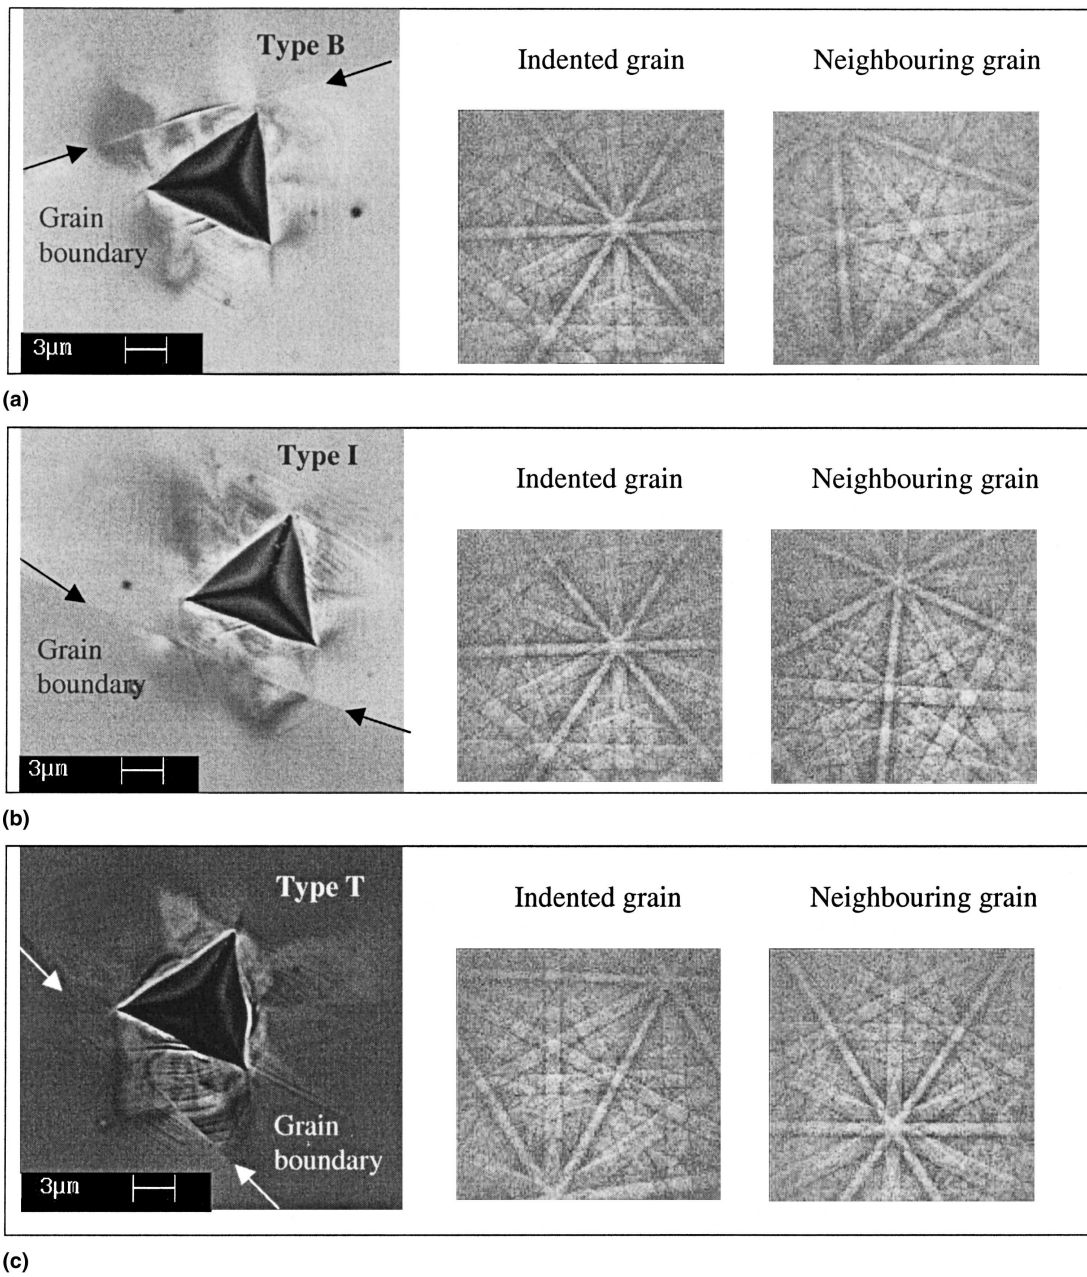 Type B
Indented grain
Neighbouring grain
Grain
boundary
3µm
(a)
Type I
Indented grain
Neighbouring grain
Grain
boundary
3µm
(b)
Type T
Indented grain
Neighbouring grain
Grain
boundary
3µm
(c)